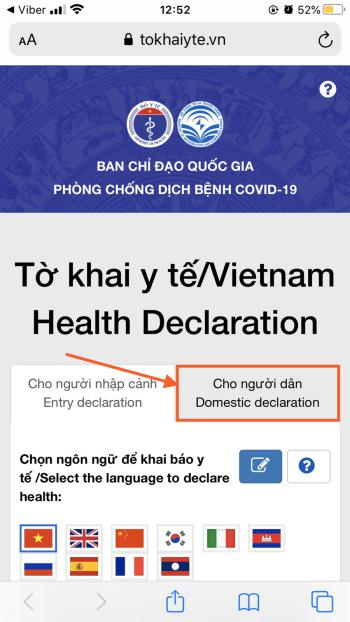 Viber
12:52
52%
AA
tokhaiyte.vn
BAN CHỈ ĐẠO QUỐC GIA
PHÒNG CHỐNG DỊCH BỆNH COVID-19
Tờ khai y tế/Vietnam
Health Declaration
Cho người nhập cảnh
Entry declaration
Cho người dân
Domestic declaration
Chọn ngôn ngữ để khai báo y
tế /Select the language to declare
health: